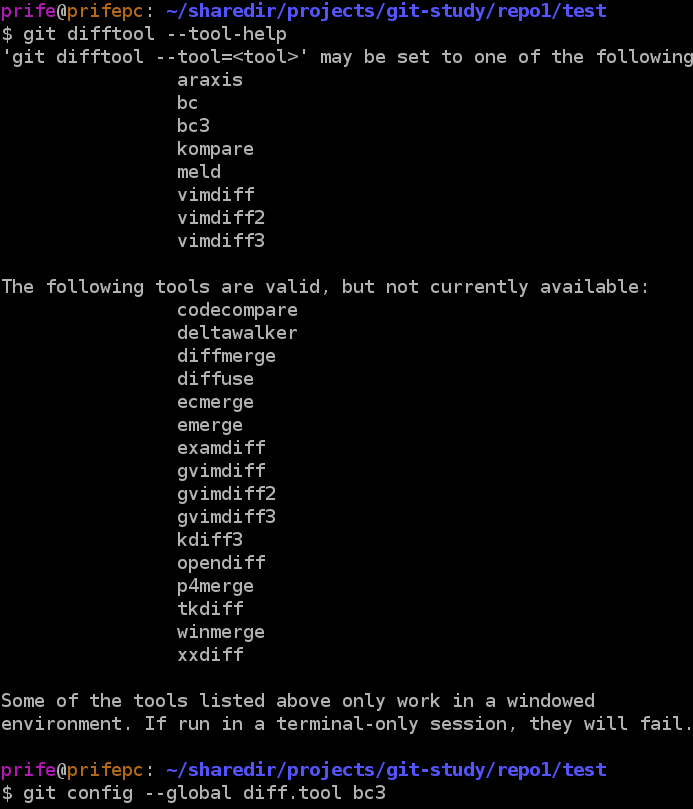 prife@prifepc: ~/sharedir/projects/git-study/repo1/test
$ git difftool --tool-help
'git difftool --tool=<tool>' may be set to one of the following
araxis
bc
bc3
kompare
meld
vimdiff
vimdiff2
vimdiff3
The following tools are valid, but not currently available:
codecompare
deltawalker
diffmerge
diffuse
ecmerge
emerge
examdiff
gvimdiff
gvimdiff2
gvimdiff3
kdiff3
opendiff
p4merge
tkdiff
winmerge
xxdiff
Some of the tools listed above only work in a windowed
environment. If run in a terminal-only session, they will fail.
prife@prifepc: ~/sharedir/projects/git-study/repo1/test
$ git config --global diff.tool bc3